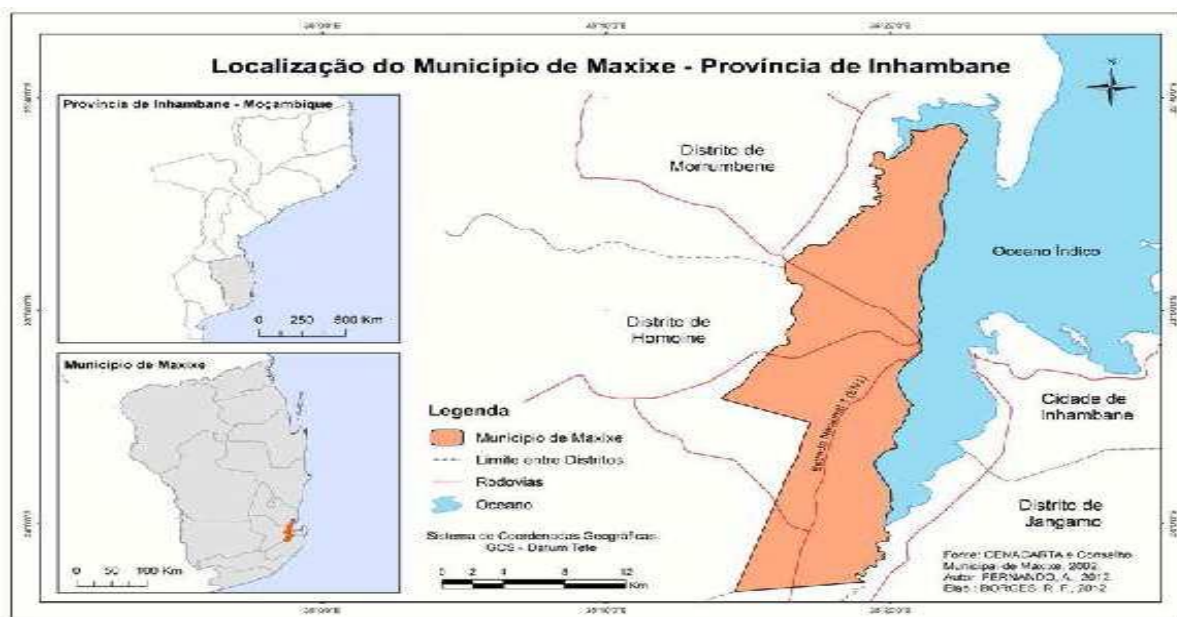 Localização do Município de Maxixe - Província de Inhambane
Província de Inhambane - Moçambique
0 250 500 Km
Município de Maxixe
0 50 100 Km
Distrito de
Morrumbene
Oceano Índico
Distrito de
Homoine
Cidade de
Inhambane
Distrito de
Jangamo
Legenda
Município de Maxixe
Limite entre Distritos
Rodovias
Oceano
Sistema de Coordenadas Geográficas
GCS - Datum Tete
0 2 4 8 12
Km
Fonte: CENACARTA e Conselho
Municipal de Maxixe, 2002.
Autor: FERNANDO, A., 2012.
Elab.: BORGES, R. F., 2012